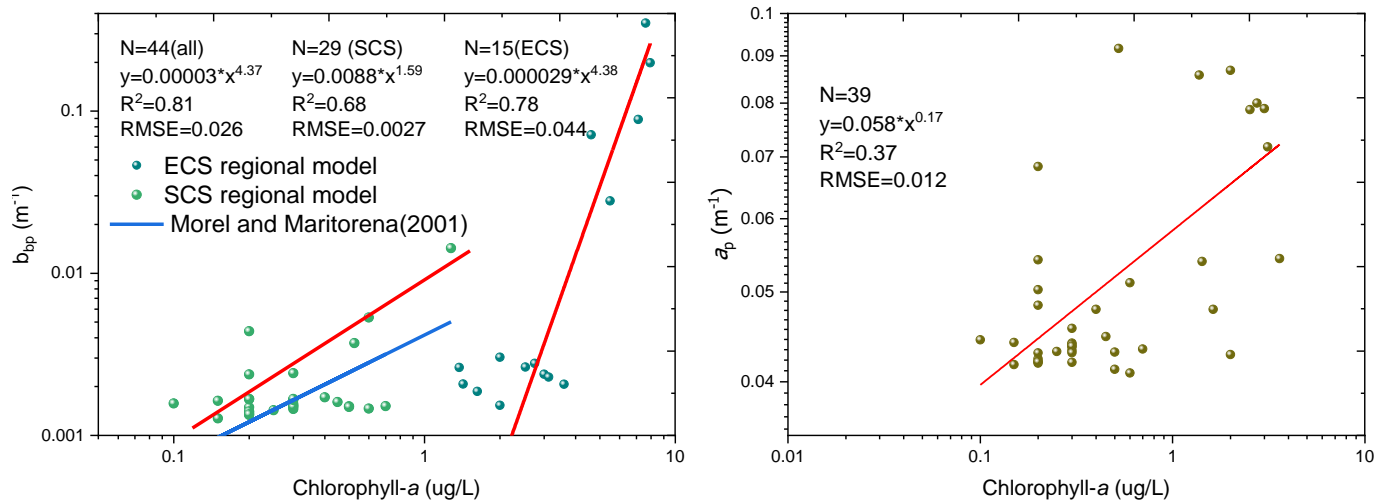 N=44(all)
y=0.00003*x^4.37
R²=0.81
RMSE=0.026
N=29 (SCS)
y=0.0088*x^1.59
R²=0.68
RMSE=0.0027
N=15(ECS)
y=0.000029*x^4.38
R²=0.78
RMSE=0.044
ECS regional model
SCS regional model
Morel and Maritorena(2001)
b_bp (m⁻¹)
0.1
0.01
0.001
0.1
1
10
Chlorophyll-a (ug/L)
N=39
y=0.058*x^0.17
R²=0.37
RMSE=0.012
a_p (m⁻¹)
0.1
0.09
0.08
0.07
0.06
0.05
0.04
0.01
0.1
1
10
Chlorophyll-a (ug/L)